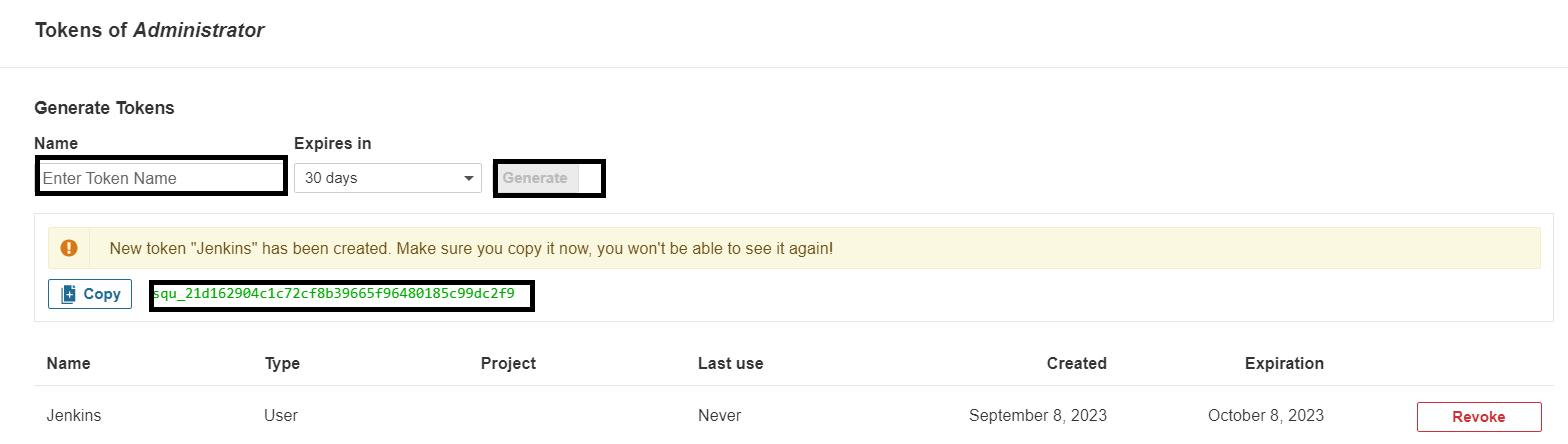 Tokens of Administrator
Generate Tokens
Name Expires in
Enter Token Name 30 days Generate
New token "Jenkins" has been created. Make sure you copy it now, you won't be able to see it again!
Copy squ_21d162904c1c72cf8b39665f96480185c99dc2f9
Name Type Project Last use Created Expiration
Jenkins User Never September 8, 2023 October 8, 2023 Revoke